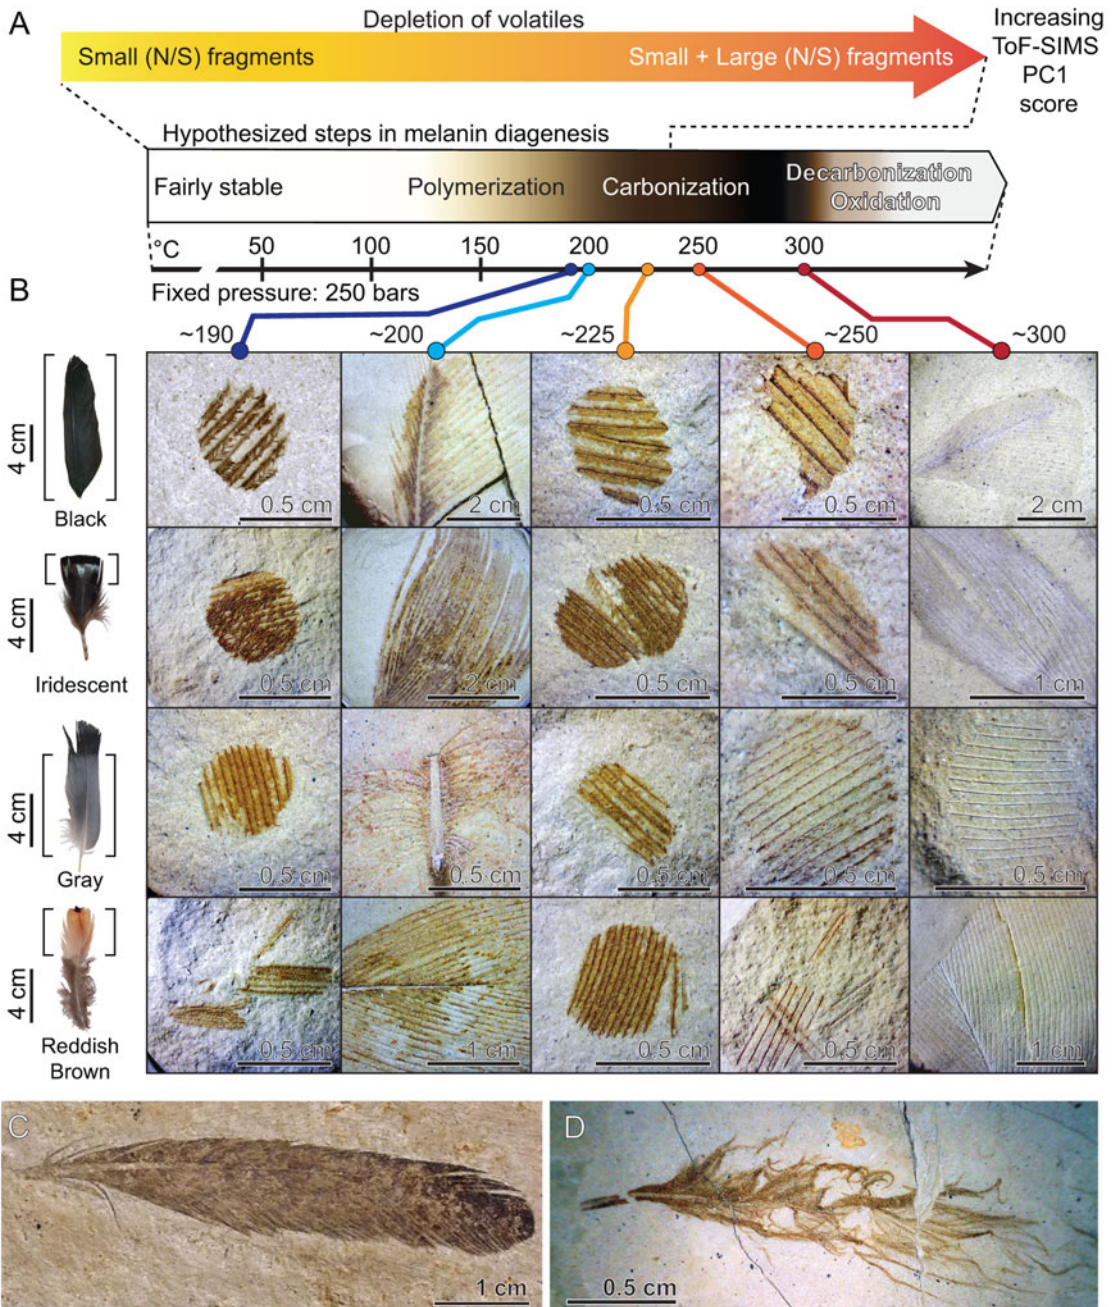 A
Depletion of volatiles
Small (N/S) fragments
Small + Large (N/S) fragments
Increasing
ToF-SIMS
PC1
score
Hypothesized steps in melanin diagenesis
Fairly stable
Polymerization
Carbonization
Decarbonization
Oxidation
°C
50
100
150
200
250
300
B
Fixed pressure: 250 bars
~190
~200
~225
~250
~300
4 cm
Black
0.5 cm
2 cm
0.5 cm
0.5 cm
2 cm
4 cm
Iridescent
0.5 cm
2 cm
0.5 cm
0.5 cm
1 cm
4 cm
Gray
0.5 cm
0.5 cm
0.5 cm
0.5 cm
0.5 cm
4 cm
Reddish
Brown
0.5 cm
1 cm
0.5 cm
0.5 cm
1 cm
C
1 cm
D
0.5 cm